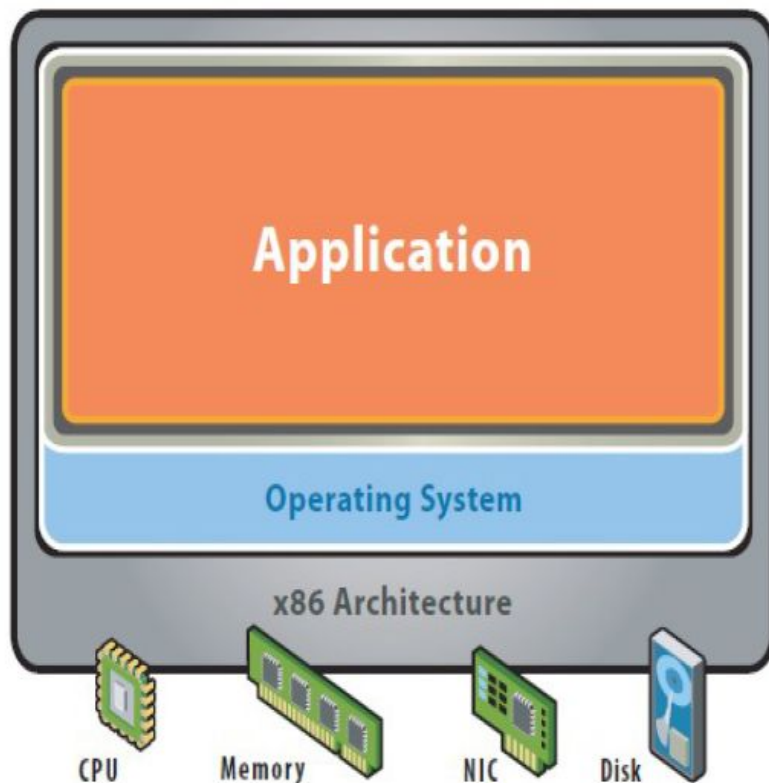 Application
Operating System
x86 Architecture
CPU Memory NIC Disk